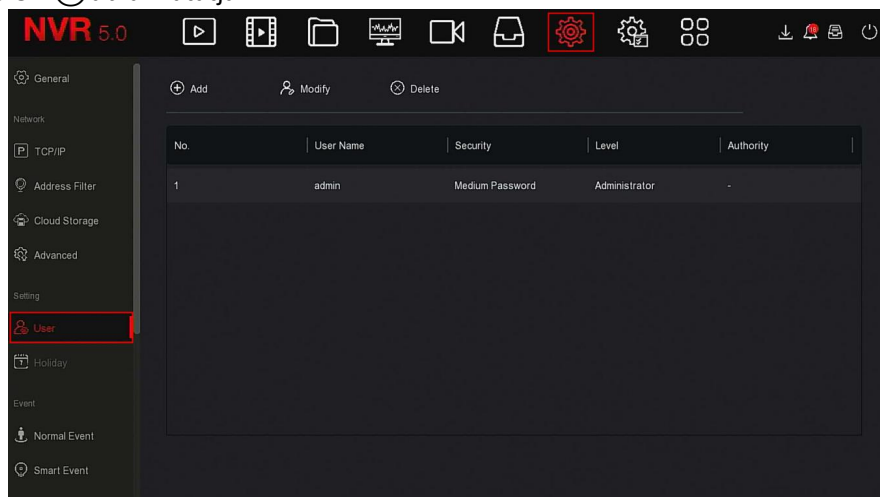 NVR 5.0
General
Add
Modify
Delete
Network
No.
User Name
Security
Level
Authority
TCP/IP
Address Filter
1
admin
Medium Password
Administrator
-
Cloud Storage
Advanced
Setting
User
Holiday
Event
Normal Event
Smart Event